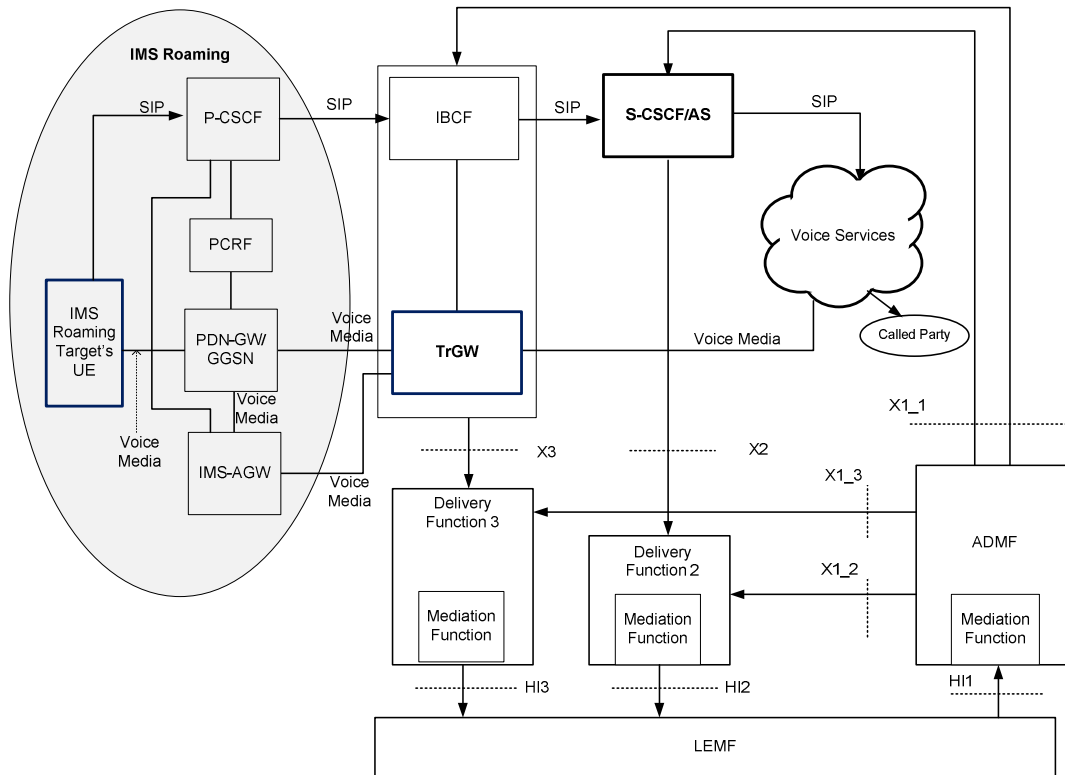 IMS Roaming
SIP
P-CSCF
SIP
IBCF
SIP
S-CSCF/AS
SIP
PCRF
Voice Services
IMS
Roaming
Target's
UE
PDN-GW/
GGSN
Voice
Media
TrGW
Voice Media
Called Party
Voice
Media
Voice
Media
IMS-AGW
Voice
Media
X3
X2
X1_1
Delivery
Function 3
X1_3
ADMF
Delivery
Function 2
X1_2
Mediation
Function
Mediation
Function
Mediation
Function
HI3
HI2
HI1
LEMF